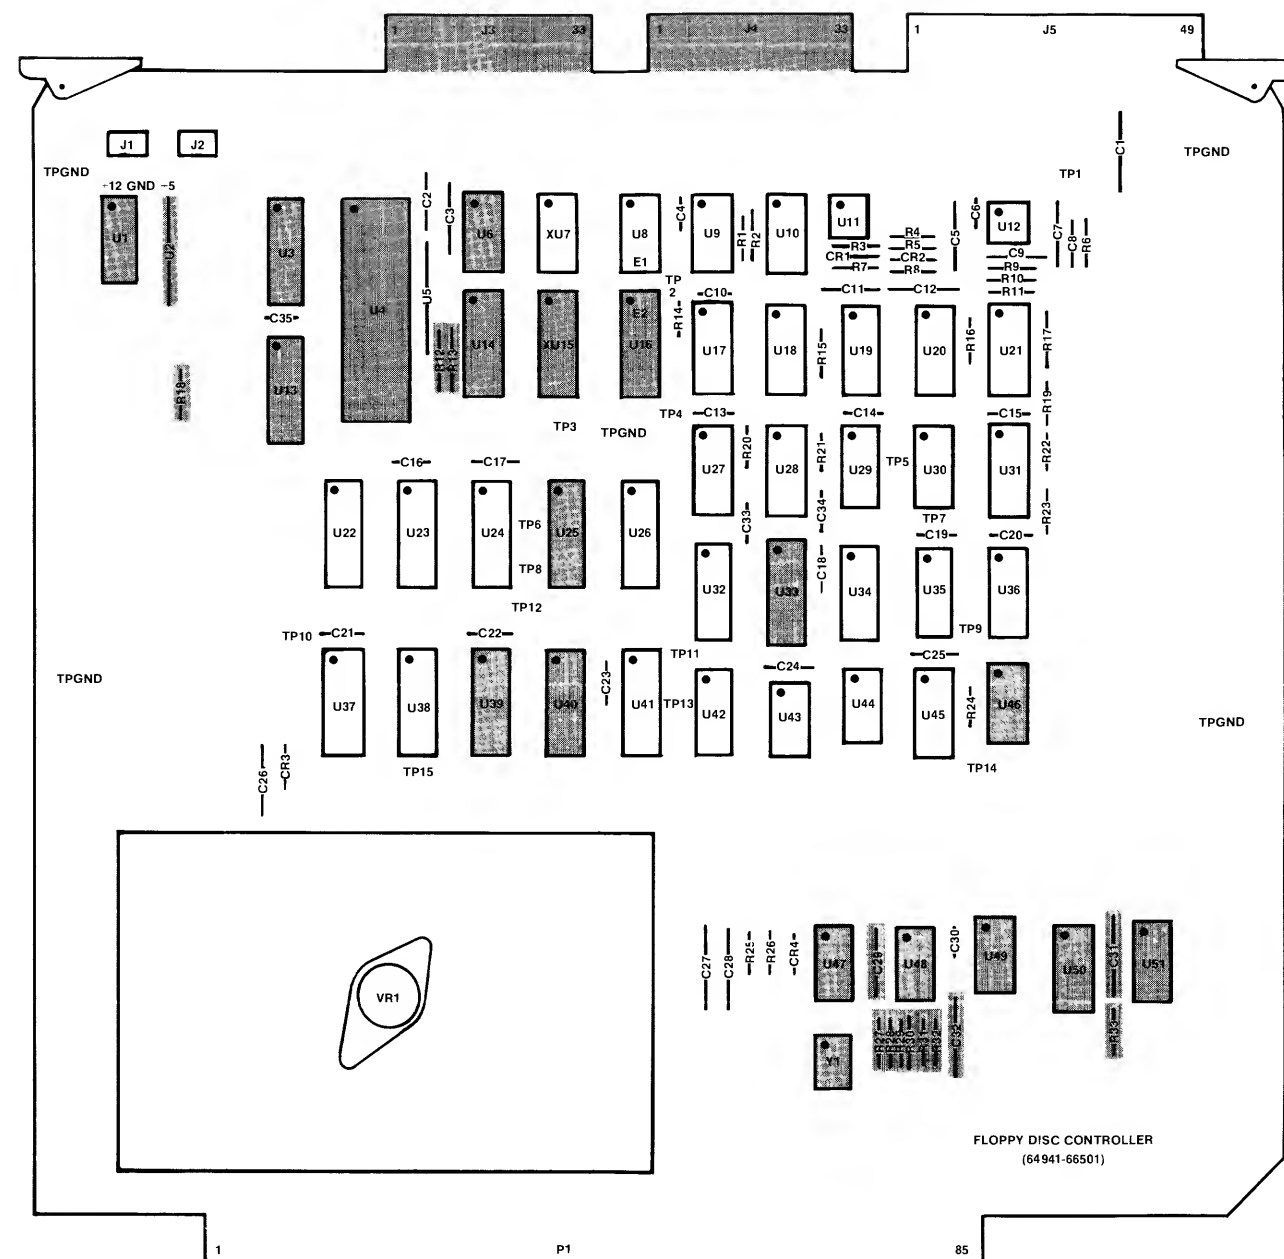 1 J3 33 1 J4 33 1 J5 49
J1 J2 C1
TPGND TPGND
TP1
+12 GND -5
U1 U2 U3 U4 C2 C3 U6 XU7 U8 C4 U9 R1 R2 U10 U11 R4 C5 C6 U12 C7 C8 R6
R3 R5
E1 CR1 CR2 C9
R7 R8 R9
TP R10
2 C10 C11 C12 R11
C35 U5 E2 R14
U13 R12 R13 U14 XU15 U16 U17 U18 R15 U19 U20 R16 U21 R17
R18
TP4 C13 C14 C15 R19
TP3 TPGND
C16 C17 U27 R20 U28 R21 U29 TP5 U30 U31 R22
U22 U23 U24 TP6 U25 U26 C33 C34 TP7 R23
C19 C20
TP8 U32 U33 C18 U34 U35 U36
TP12
TP10 C21 C22 TP9
TP11 C25
TPGND C23 C24
U37 U38 U39 U40 U41 TP13 U42 U43 U44 U45 R24 U46
TPGND
C26 CR3 TP15 TP14
C27 C28 R25 R26 CR4 U47 C29 U48 C30 U49 U50 C31 U51
VR1
R27 R28 R29 R30 R31 R32 C32 R33
Y1
FLOPPY DISC CONTROLLER
(64941-66501)
1 P1 85